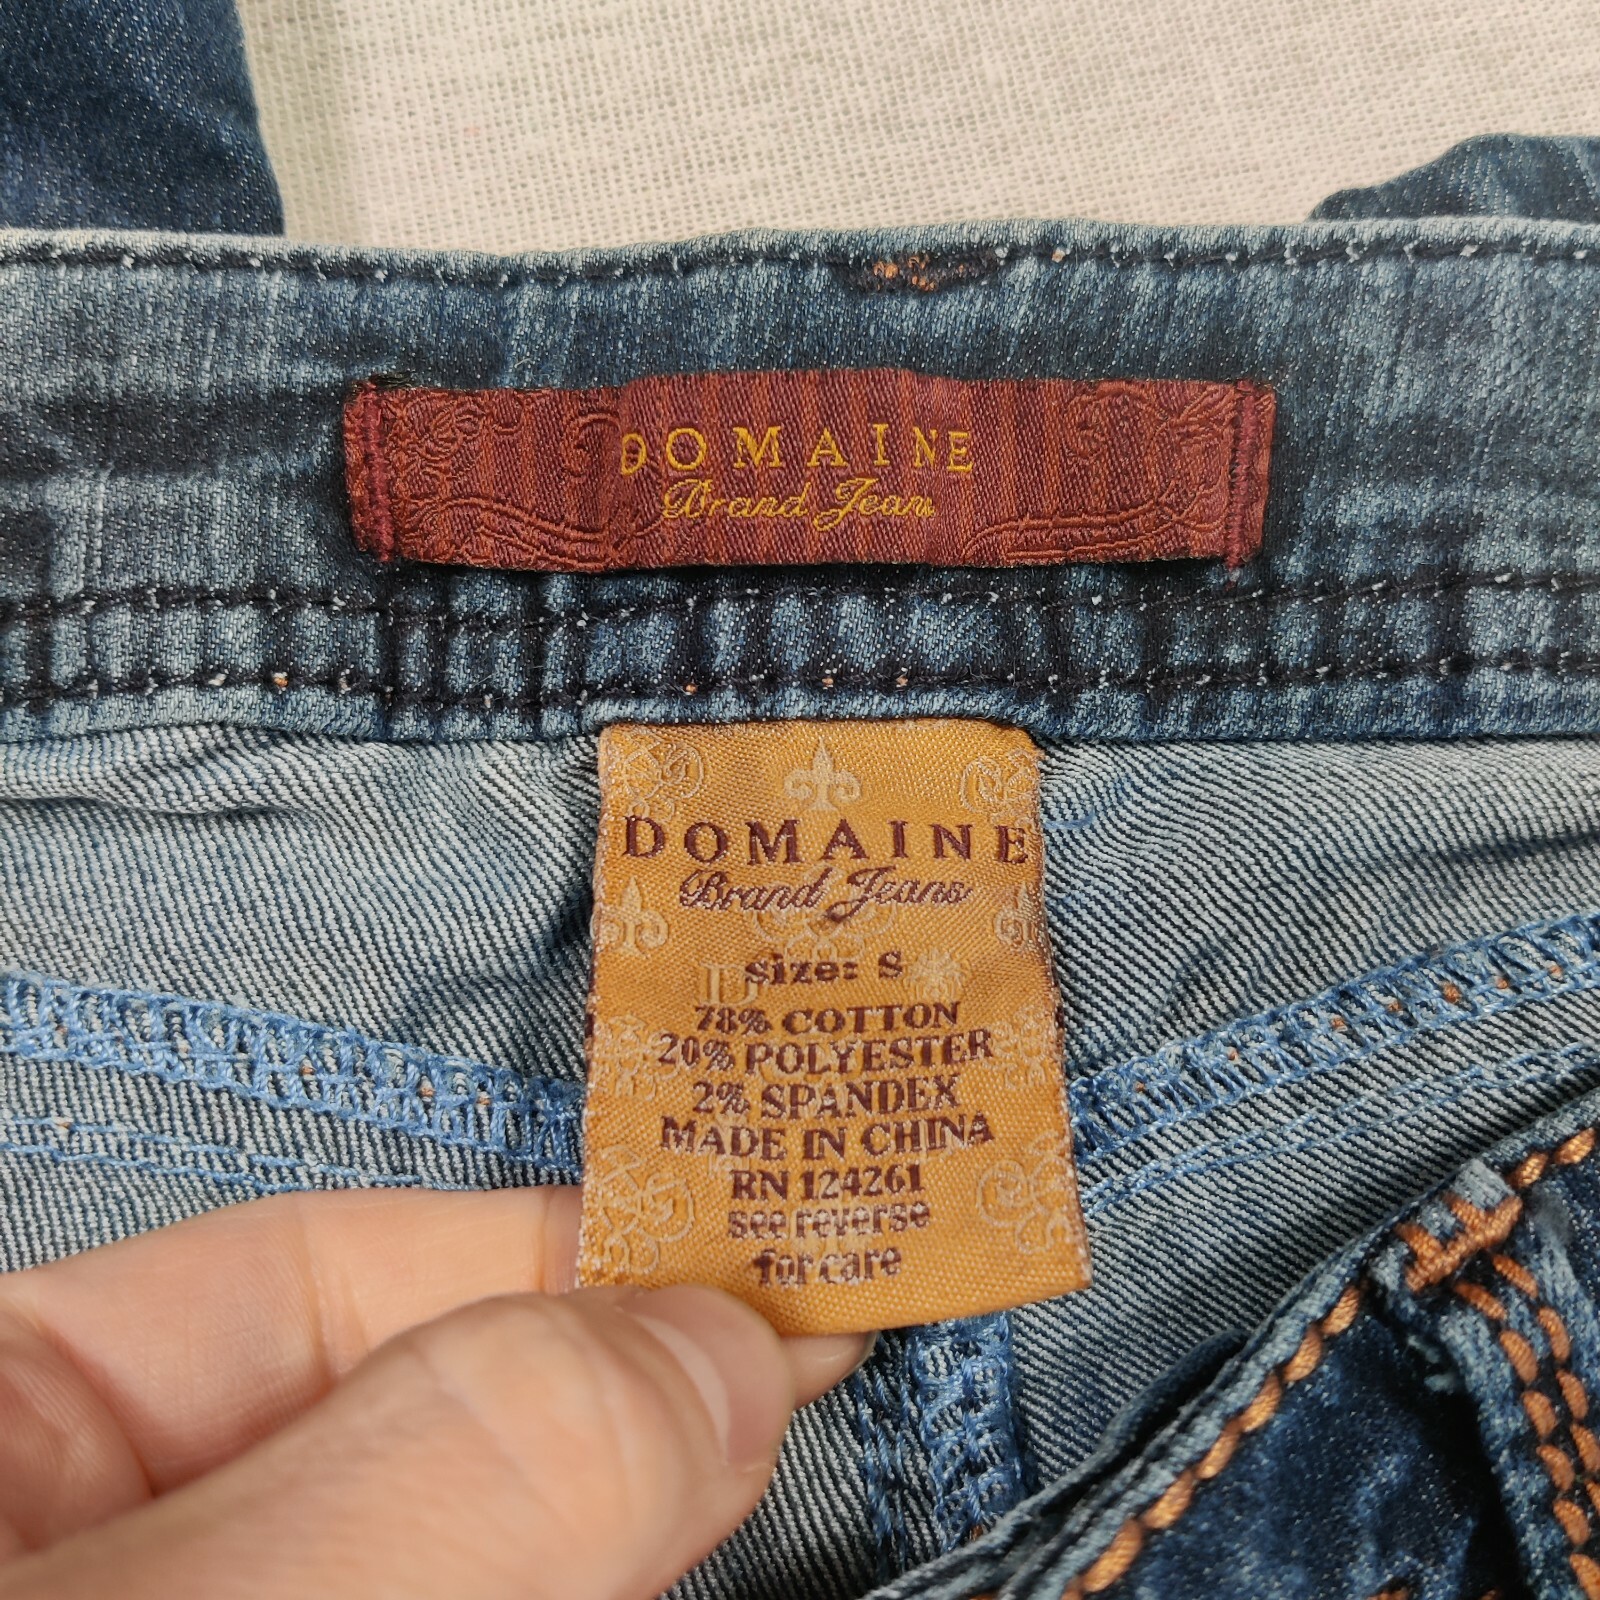 DOMAINE
Brand Jeans
DOMAINE
Brand Jeans
size: S
D
78% COTTON
20% POLYESTER
2% SPANDEX
MADE IN CHINA
RN 124261
see reverse
for care